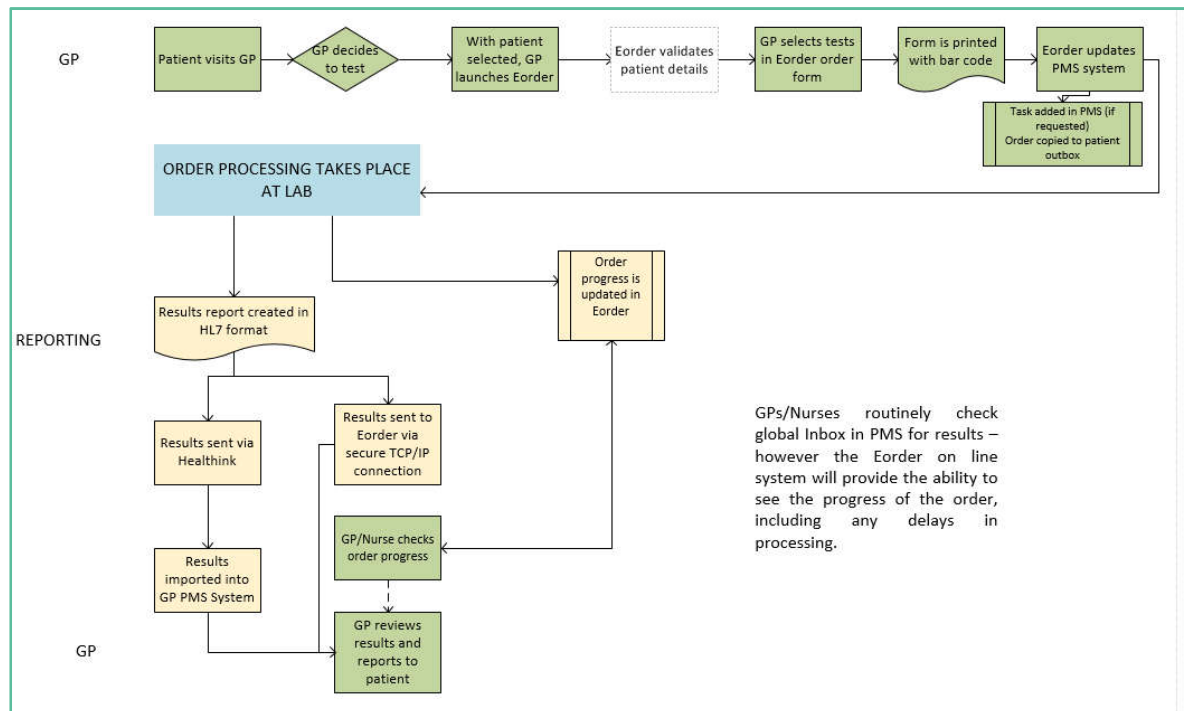 GP
Patient visits GP
GP decides
to test
With patient
selected, GP
launches Eorder
Eorder validates
patient details
GP selects tests
in Eorder order
form
Form is printed
with bar code
Eorder updates
PMS system
Task added in PMS (if
requested)
Order copied to patient
outbox
ORDER PROCESSING TAKES PLACE
AT LAB
Order
progress is
updated in
Eorder
Results report created in
HL7 format
REPORTING
Results sent via
Healthink
Results sent to
Eorder via
secure TCP/IP
connection
GPs/Nurses routinely check
global Inbox in PMS for results –
however the Eorder on line
system will provide the ability to
see the progress of the order,
including any delays in
processing.
GP/Nurse checks
order progress
Results
imported into
GP PMS System
GP
GP reviews
results and
reports to
patient